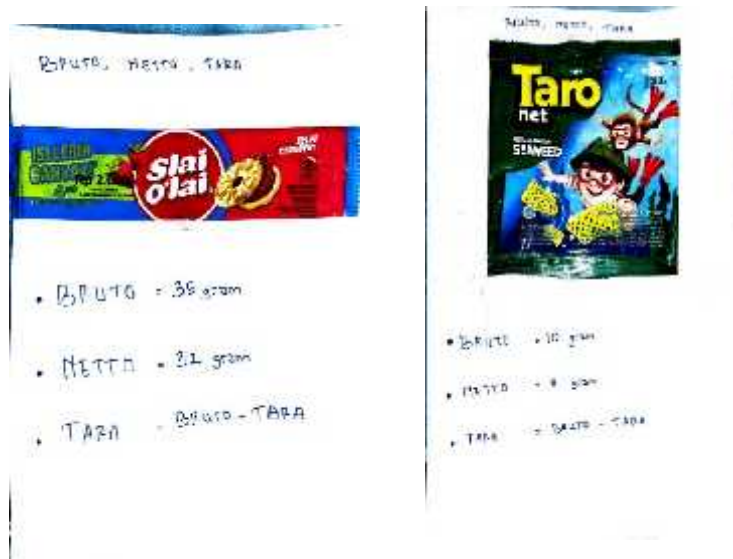 BRUTO, NETTO, TARA
Slai
O'lai
• BRUTO = 35 gram
• NETTO = 22 gram
• TARA = BRUTO - TARA
BRUTO, NETTO, TARA
Taro
net
SEAWEED
• BRUTO = 10 gram
• NETTO = 8 gram
• TARA = BRUTO - TARA